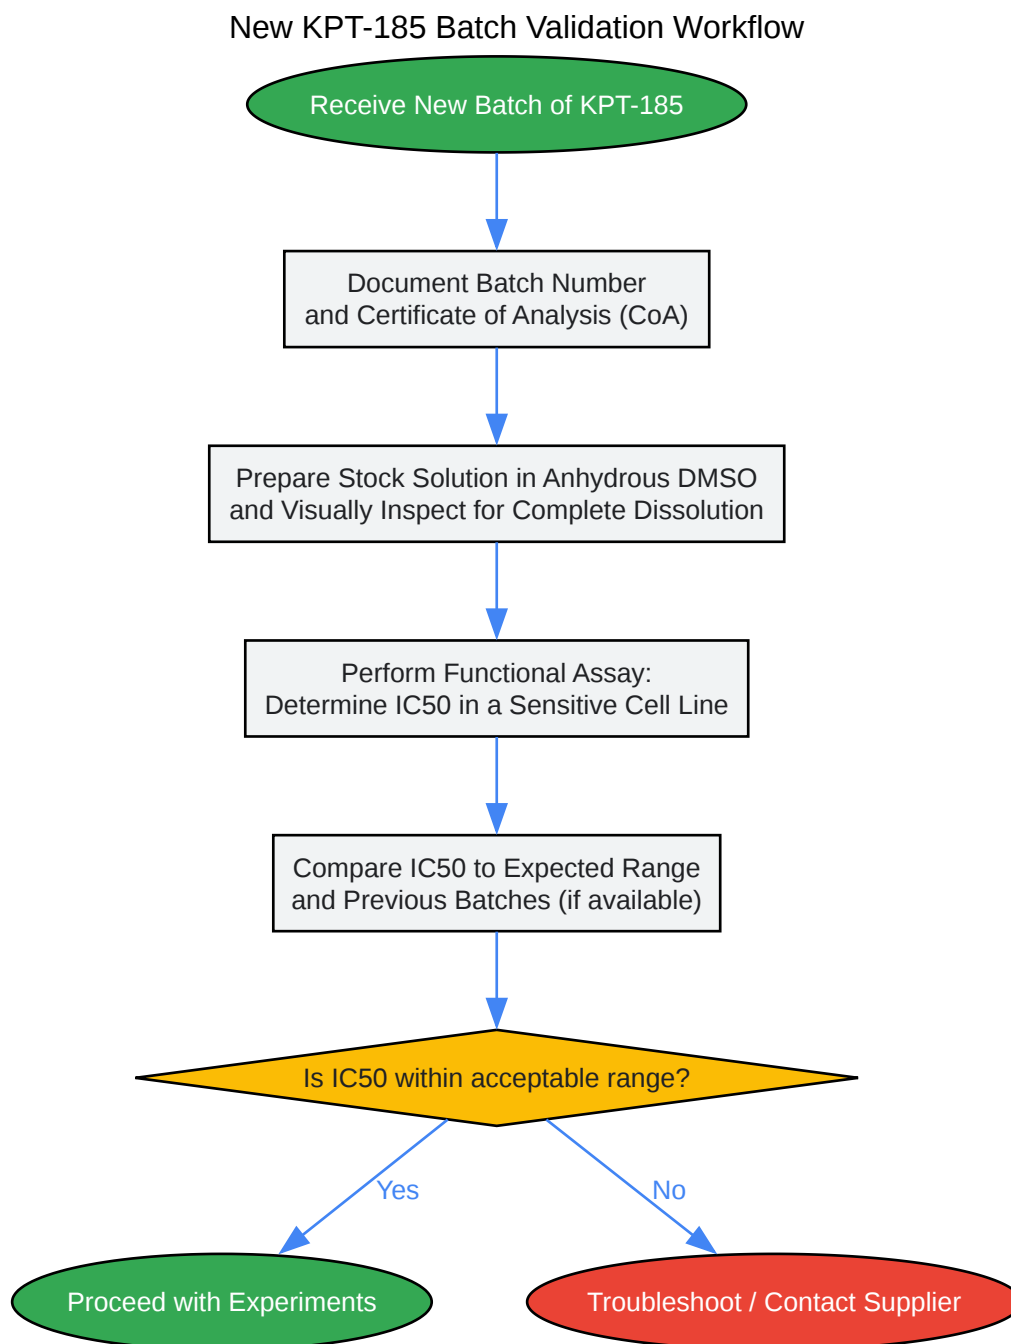 New KPT-185 Batch Validation Workflow
Receive New Batch of KPT-185
Document Batch Number
and Certificate of Analysis (CoA)
Prepare Stock Solution in Anhydrous DMSO
and Visually Inspect for Complete Dissolution
Perform Functional Assay:
Determine IC50 in a Sensitive Cell Line
Compare IC50 to Expected Range
and Previous Batches (if available)
Is IC50 within acceptable range?
Yes
No
Proceed with Experiments
Troubleshoot / Contact Supplier